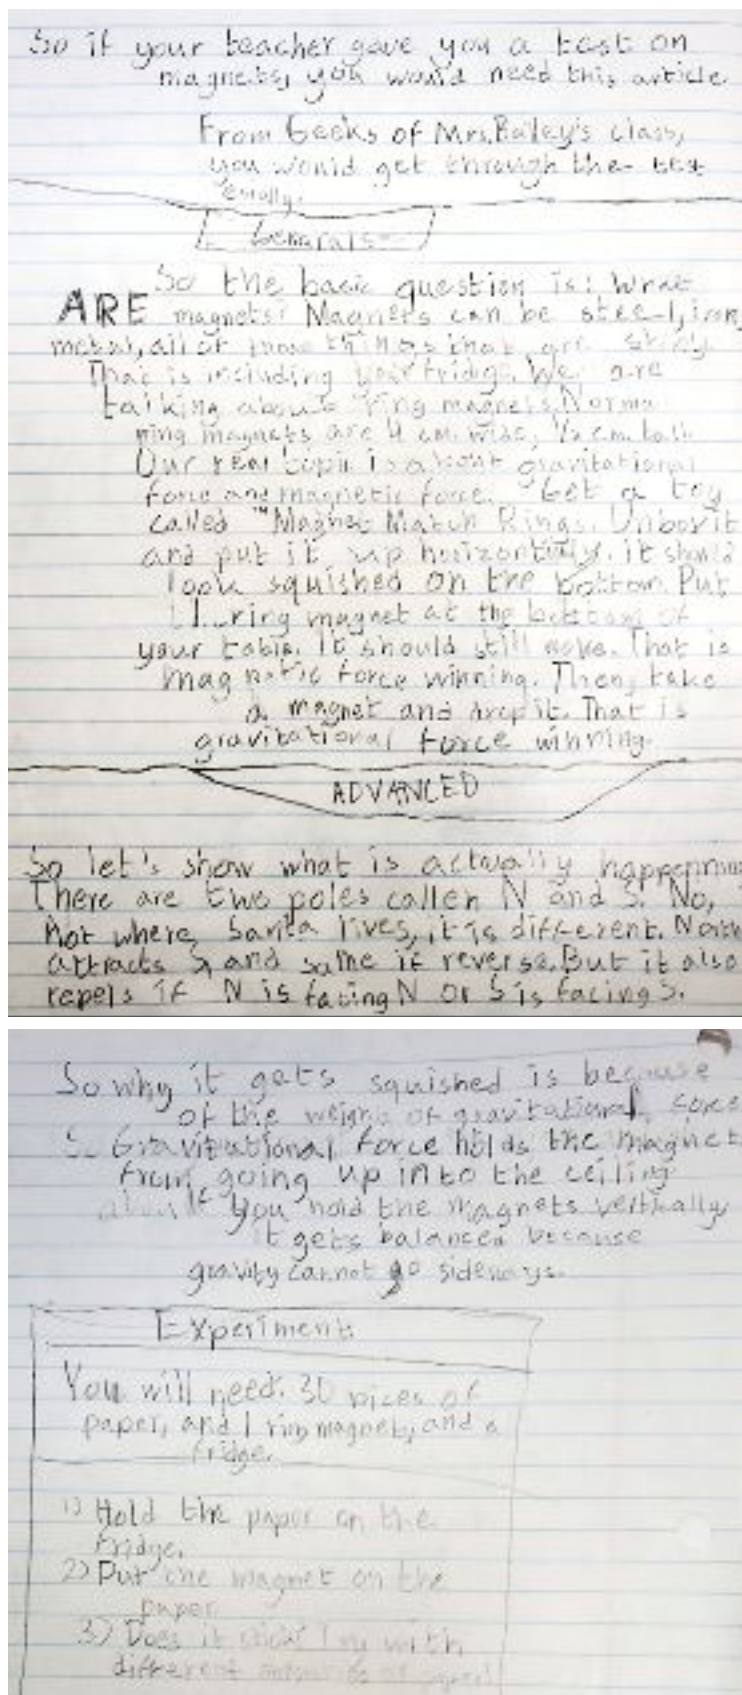 So if your teacher gave you a test on
magnets, you would need this article
From Geeks of Mrs. Bailey's class,
you would get through the test
easily.
Generals
So the basic question is: What
ARE magnets? Magnets can be steel, iron,
metal, all of those things that are sticky.
That is including your fridge. We are
talking about ring magnets. Normal
ring magnets are 4 cm. wide, ½ cm. tall.
Our real topic is about gravitational
force and magnetic force. Get a toy
called ™Magnet Match Rings. Unbox it
and put it up horizontally. it should
look squished on the bottom. Put
1 ring magnet at the bottom of
your table. It should still move. That is
magnetic force winning. Then, take
a magnet and drop it. That is
gravitational force winning.
ADVANCED
So let's show what is actually happenning
There are two poles callen N and S. No,
not where Santa lives, it is different. North
attracts S, and same if reverse. But it also
repels if N is facing N or S is facing S.
So why it gets squished is because
of the weight of gravitational force
So Gravitational force holds the magnet
from going up into the ceiling
If you hold the magnets vertically
it gets balanced because
gravity cannot go sideways.
Experiment
You will need: 30 pices of
paper, and 1 ring magnet, and a
fridge.
1) Hold the paper on the
fridge.
2) Put the magnet on the
paper
3) Does it stick? Try with
different of papers!